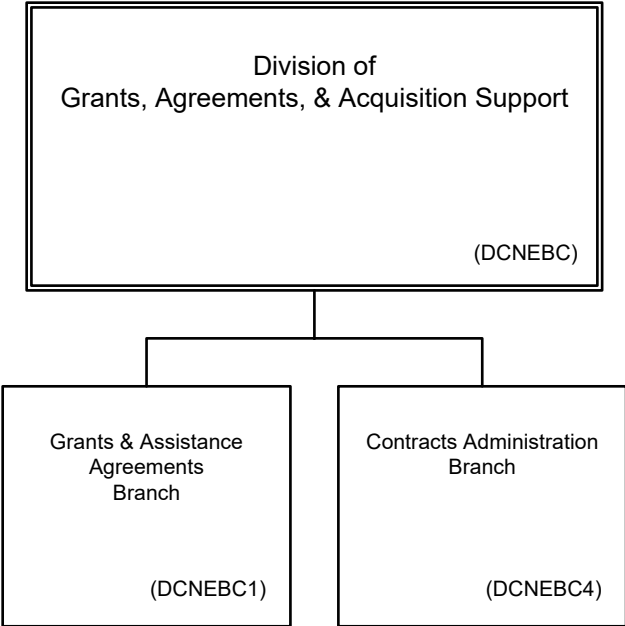 Division of
Grants, Agreements, & Acquisition Support
(DCNEBC)
Grants & Assistance
Agreements
Branch
(DCNEBC1)
Contracts Administration
Branch
(DCNEBC4)